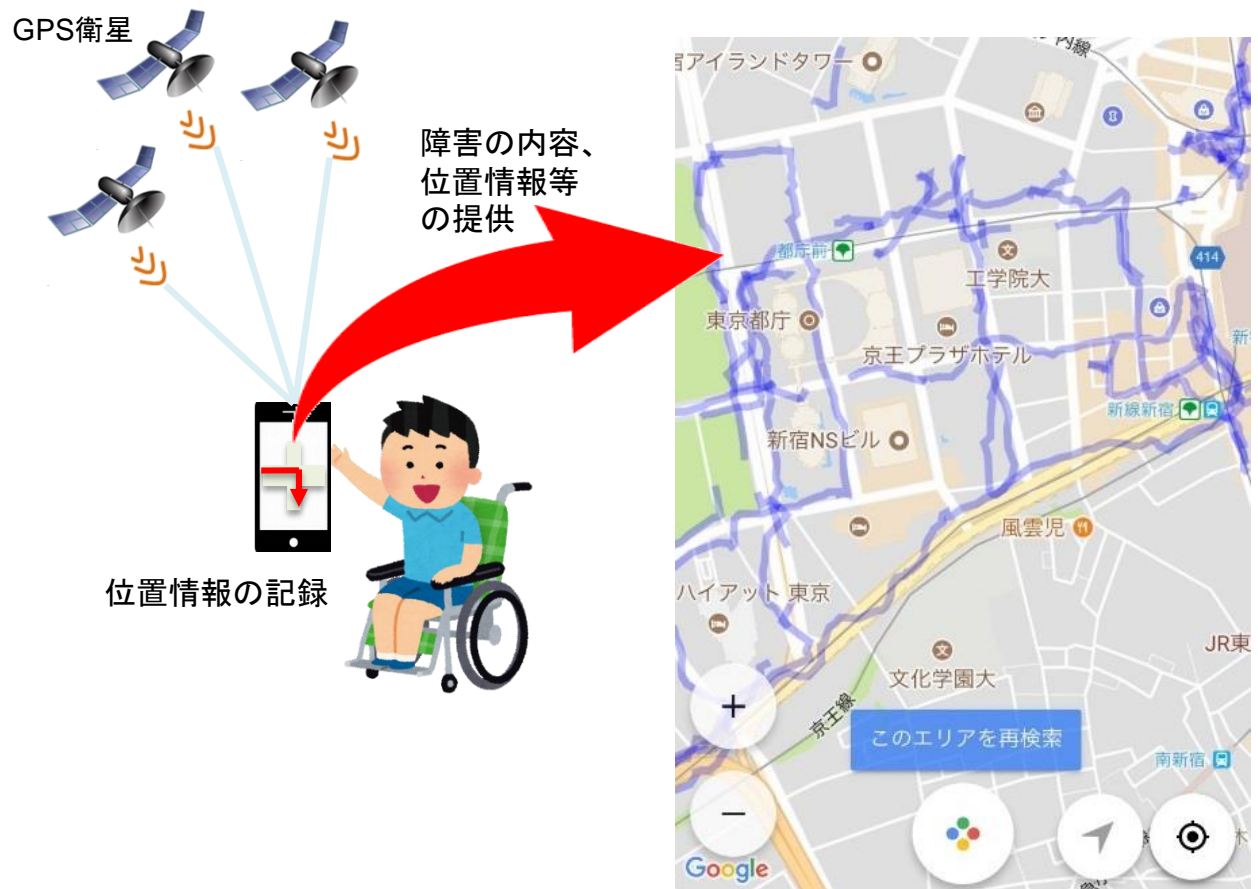 GPS衛星
障害の内容、
位置情報等
の提供
位置情報の記録
宿アイランドタワー
内線
都庁前
工学院大
414
東京都庁
京王プラザホテル
新線新宿
新宿NSビル
風雲児
ハイアット 東京
JR東
文化学園大
京王線
このエリアを再検索
南新宿
Google